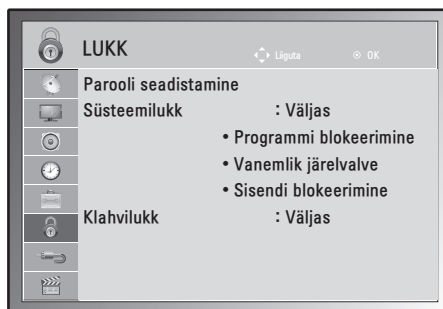 LUKK
Liiguta
OK
Parooli seadistamine
Süsteemilukk : Väljas
• Programmi blokeerimine
• Vanemlik järelvalve
• Sisendi blokeerimine
Klahvilukk : Väljas